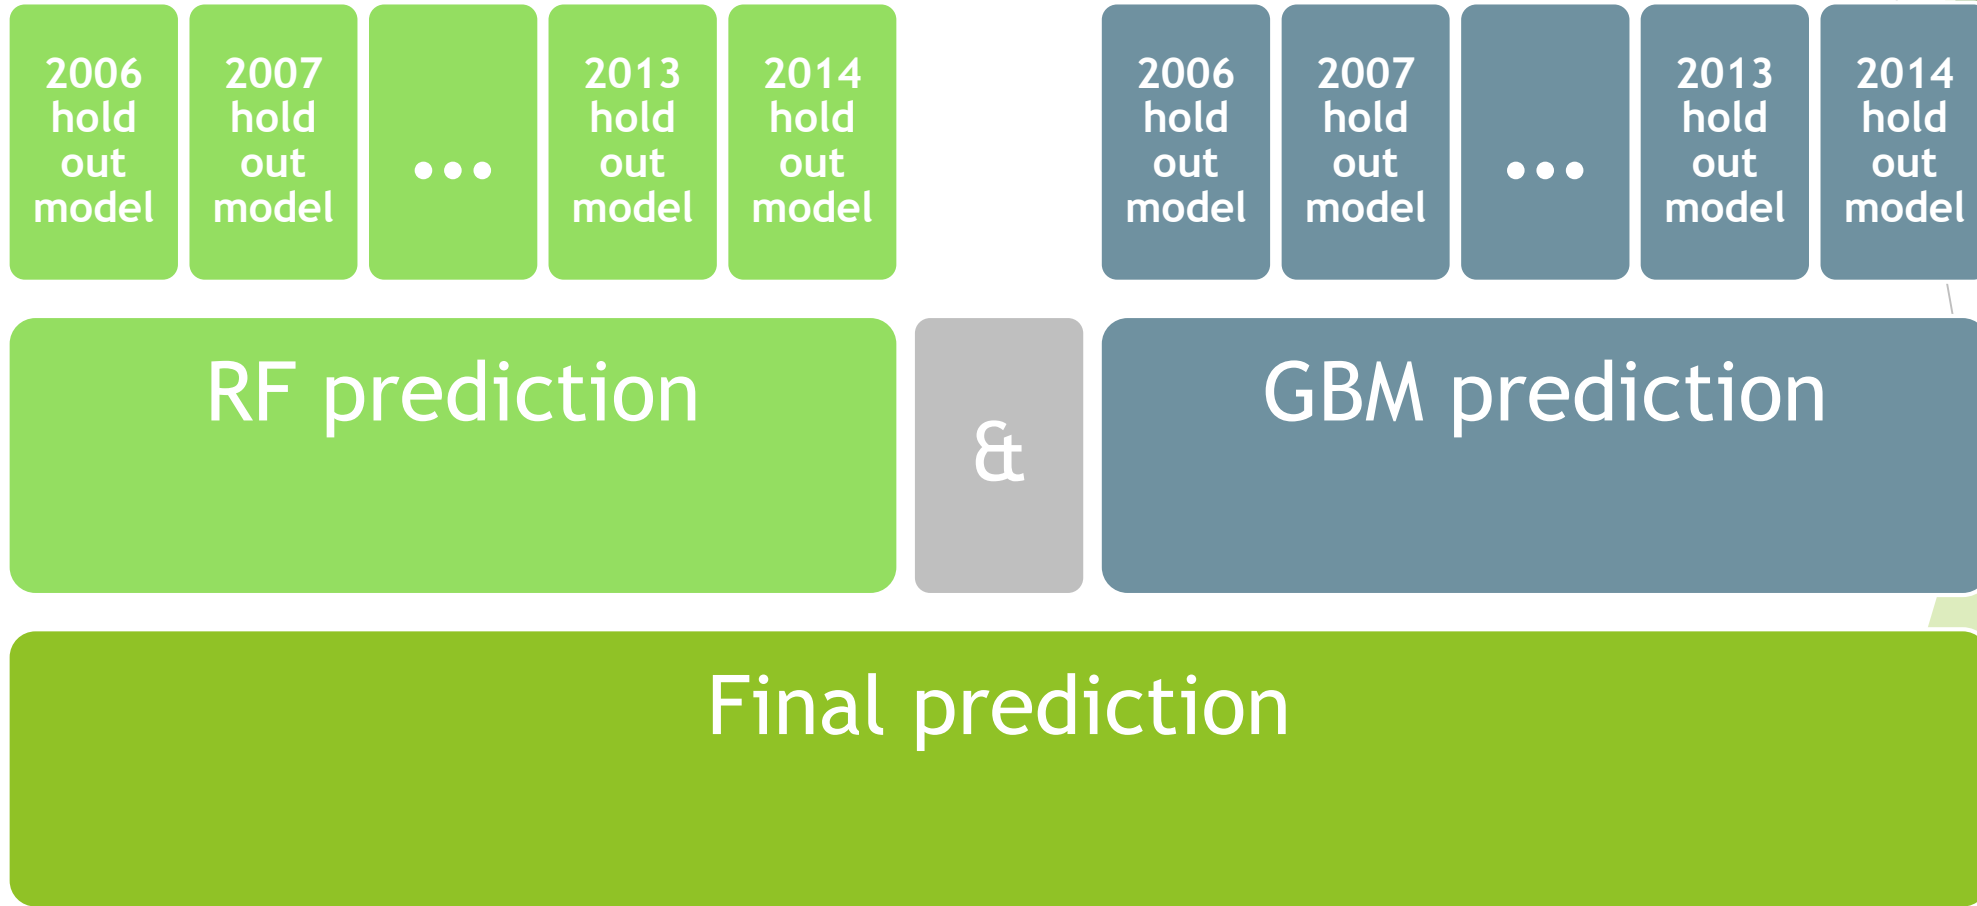 2006
hold
out
model
2007
hold
out
model
...
2013
hold
out
model
2014
hold
out
model
2006
hold
out
model
2007
hold
out
model
...
2013
hold
out
model
2014
hold
out
model
RF prediction
&
GBM prediction
Final prediction